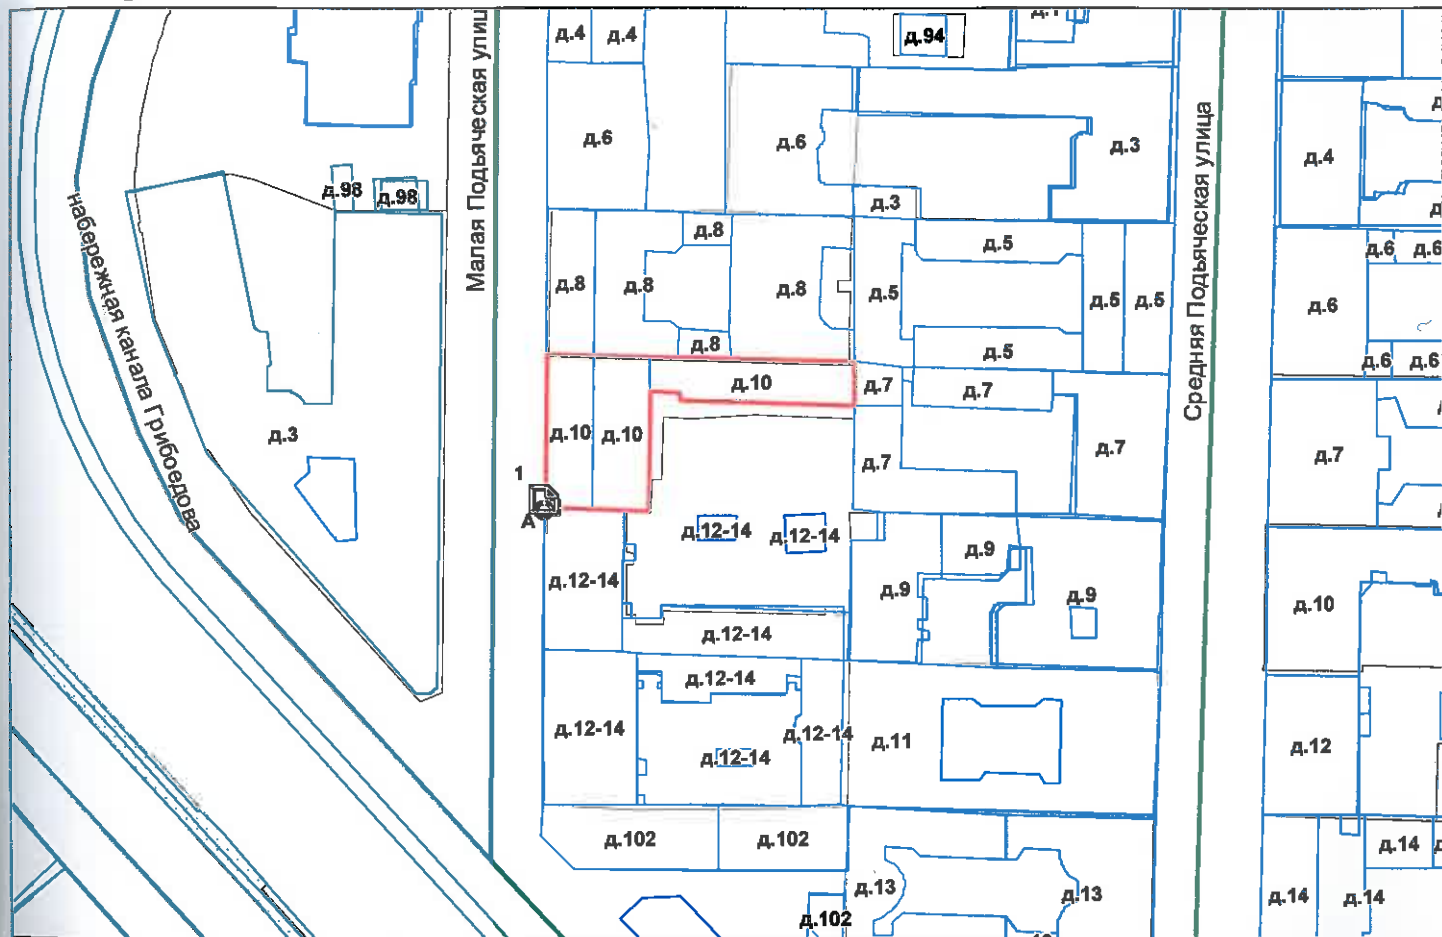 д.4
д.4
д.94
д.6
д.6
д.3
д.4
д.98
д.98
д.3
Малая Подьяческая улиц
Средняя Подьяческая улица
набережная канала Грибоедова
д.8
д.5
д.6
д.6
д.8
д.8
д.8
д.5
д.5
д.5
д.6
д.8
д.5
д.6
д.6
д.10
д.7
д.7
д.3
д.10
д.10
д.7
д.7
д.7
1
А
д.12-14
д.12-14
д.9
д.12-14
д.9
д.9
д.10
д.12-14
д.12-14
д.12-14
д.12-14
д.11
д.12
д.12-14
д.102
д.102
д.14
д.13
д.13
д.14
д.14
д.102